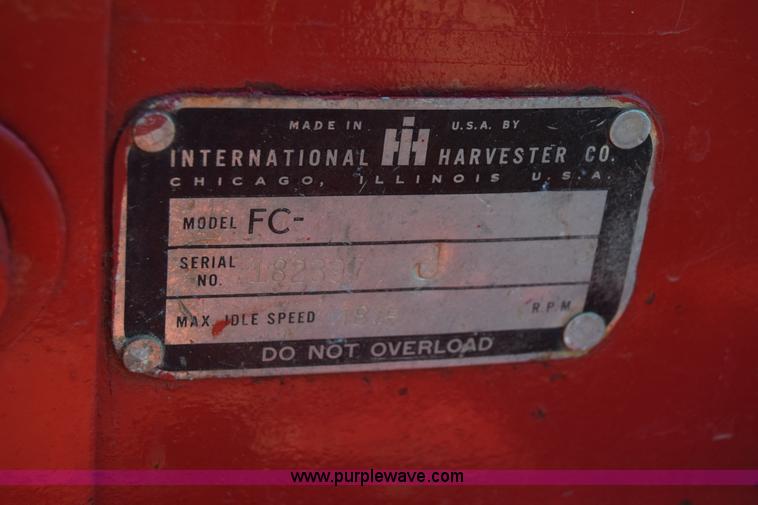 MADE IN IH U.S.A. BY
INTERNATIONAL HARVESTER CO.
CHICAGO, ILLINOIS U.S.A.
MODEL FC-
SERIAL NO. J
MAX. IDLE SPEED R.P.M.
DO NOT OVERLOAD
www.purplewave.com